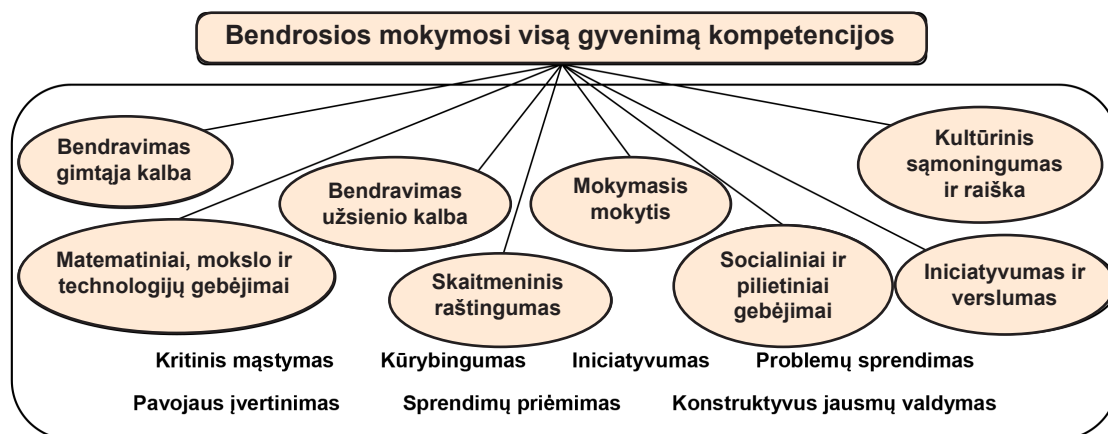 Bendrosios mokymosi visą gyvenimą kompetencijos
Bendravimas
gimtąja kalba
Bendravimas
užsienio kalba
Mokymasis
mokytis
Kultūrinis
sąmoningumas
ir raiška
Matematiniai, mokslo ir
technologijų gebėjimai
Skaitmeninis
raštingumas
Socialiniai ir
pilietiniai
gebėjimai
Iniciatyvumas ir
verslumas
Kritinis mąstymas Kūrybingumas Iniciatyvumas Problemų sprendimas
Pavojaus įvertinimas Sprendimų priėmimas Konstruktyvus jausmų valdymas